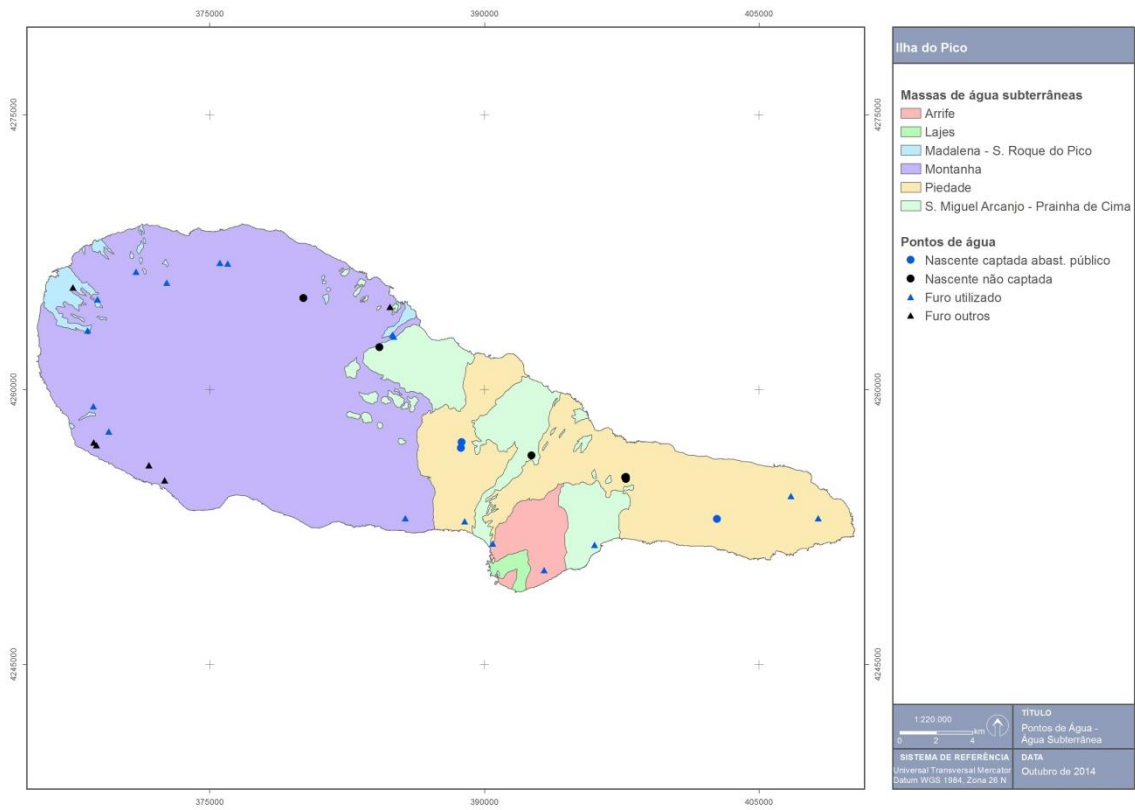 375000
390000
405000
4275000
4275000
4260000
4260000
4245000
4245000
375000
390000
405000
Ilha do Pico
Massas de água subterrâneas
Arrife
Lajes
Madalena - S. Roque do Pico
Montanha
Piedade
S. Miguel Arcanjo - Prainha de Cima
Pontos de água
Nascente captada abast. público
Nascente não captada
Furo utilizado
Furo outros
1:220.000
km
0 2 4
TÍTULO
Pontos de Água -
Água Subterrânea
SISTEMA DE REFERÊNCIA
Universal Transversal Mercator
Datum WGS 1984, Zona 26 N
DATA
Outubro de 2014